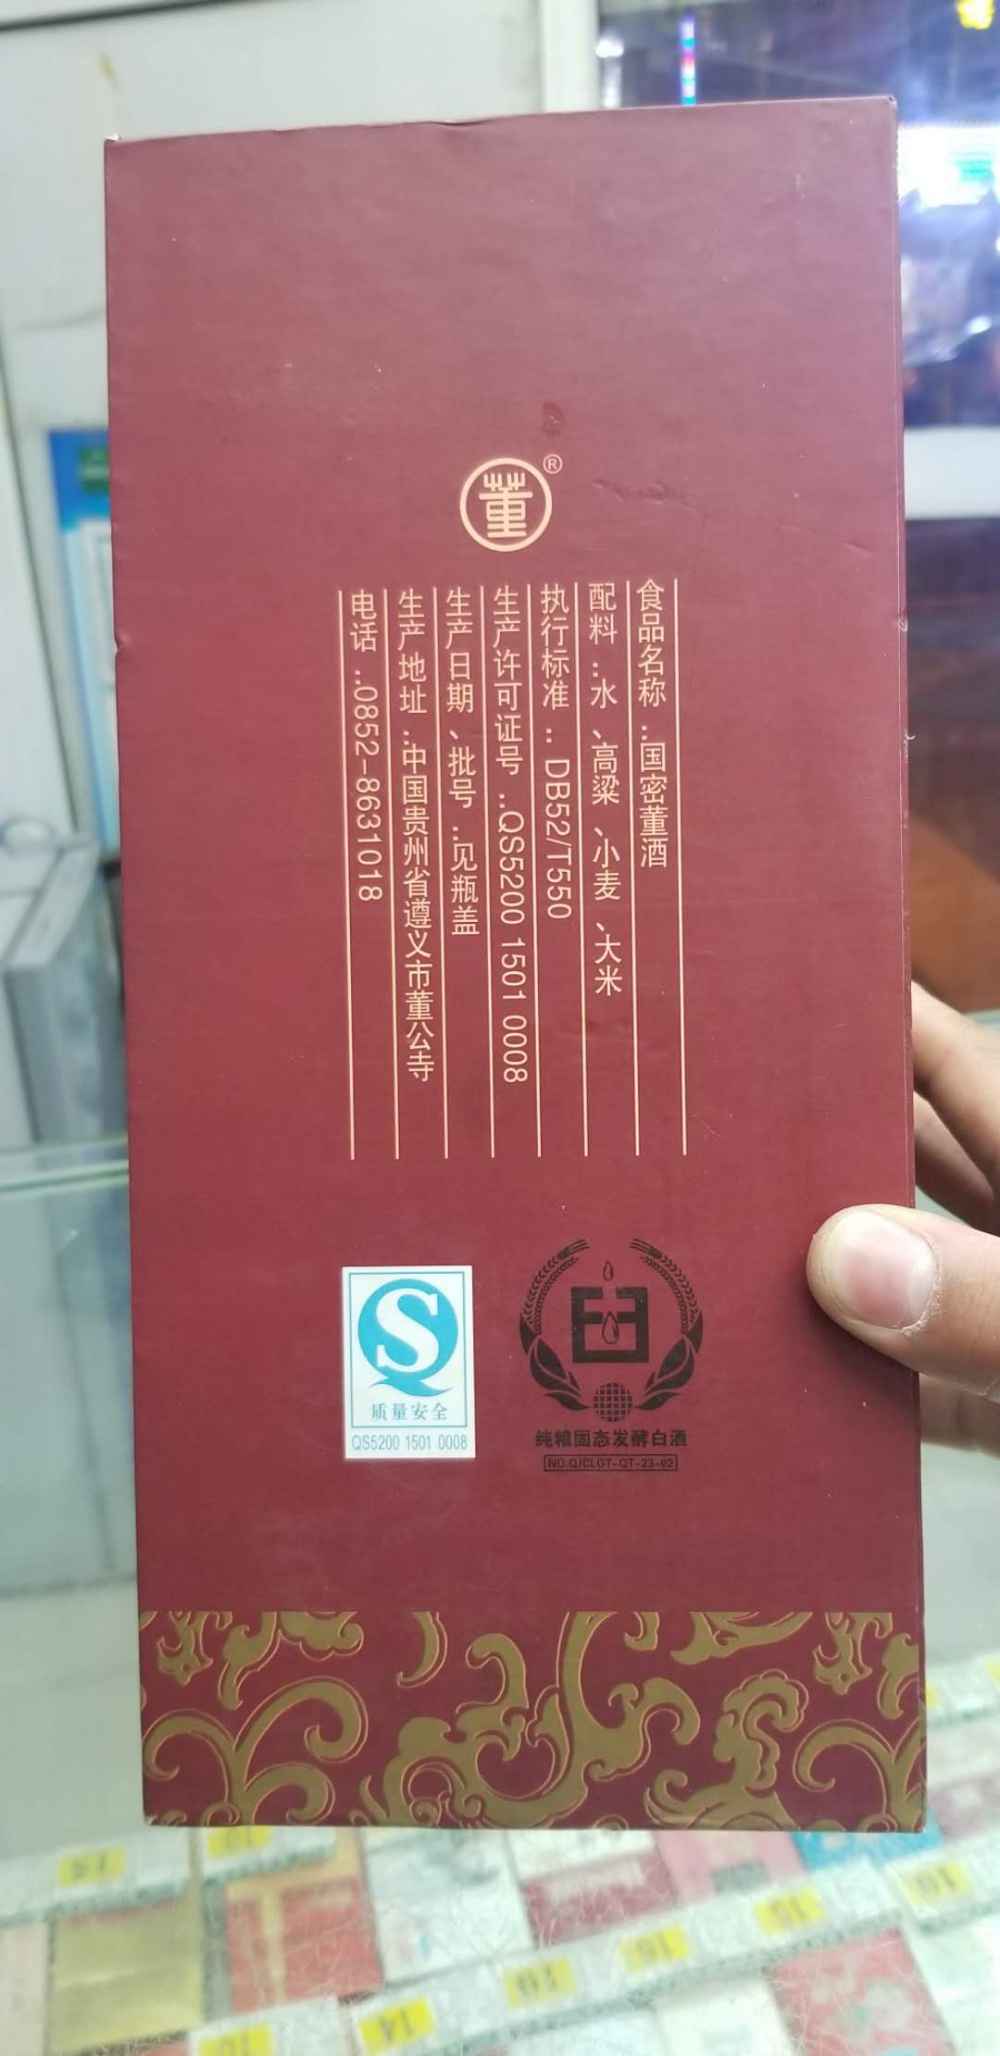 董®
食品名称：国密董酒
配料：水、高粱、小麦、大米
执行标准：DB52/T550
生产许可证号：QS5200 1501 0008
生产日期、批号：见瓶盖
生产地址：中国贵州省遵义市董公寺
电话：0852-8631018
质量安全
QS5200 1501 0008
纯粮固态发酵白酒
NO.Q/CLGT-QT-23-02